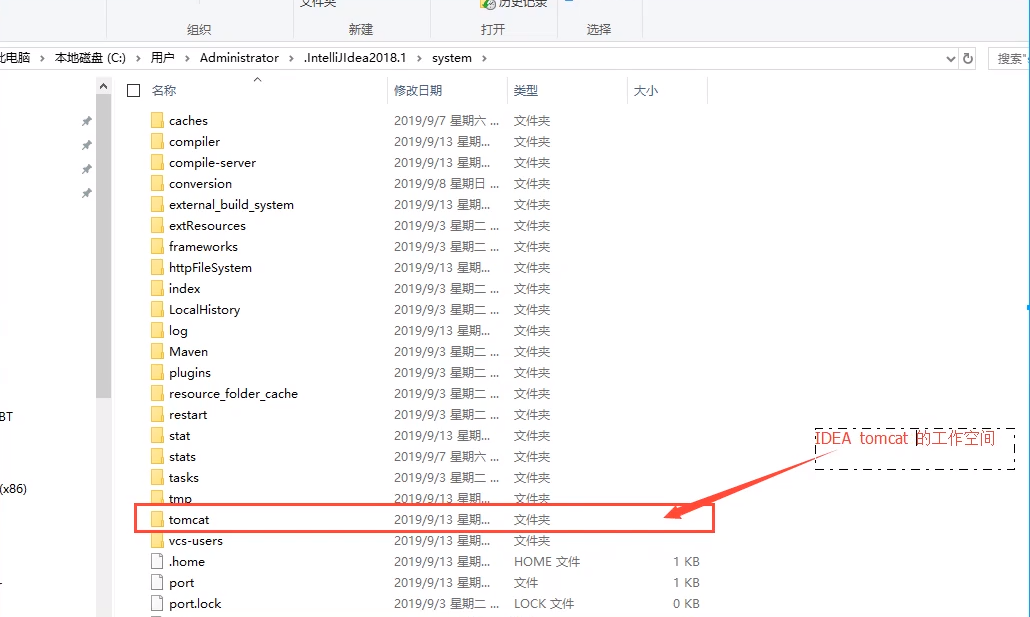 文件夹
历史记录
组织
新建
打开
选择
此电脑 › 本地磁盘 (C:) › 用户 › Administrator › .IntelliJIdea2018.1 › system ›
搜索"
名称 修改日期 类型 大小
caches 2019/9/7 星期六 ... 文件夹
compiler 2019/9/13 星期... 文件夹
compile-server 2019/9/13 星期... 文件夹
conversion 2019/9/8 星期日 ... 文件夹
external_build_system 2019/9/13 星期... 文件夹
extResources 2019/9/3 星期二 ... 文件夹
frameworks 2019/9/3 星期二 ... 文件夹
httpFileSystem 2019/9/13 星期... 文件夹
index 2019/9/3 星期二 ... 文件夹
LocalHistory 2019/9/3 星期二 ... 文件夹
log 2019/9/13 星期... 文件夹
Maven 2019/9/3 星期二 ... 文件夹
plugins 2019/9/3 星期二 ... 文件夹
resource_folder_cache 2019/9/3 星期二 ... 文件夹
BT
restart 2019/9/3 星期二 ... 文件夹
stat 2019/9/13 星期... 文件夹
IDEA tomcat 的工作空间
stats 2019/9/7 星期六 ... 文件夹
tasks 2019/9/3 星期二 ... 文件夹
(x86)
tmp 2019/9/13 星期... 文件夹
tomcat 2019/9/13 星期... 文件夹
vcs-users 2019/9/13 星期... 文件夹
.home 2019/9/13 星期... HOME 文件 1 KB
port 2019/9/13 星期... 文件 1 KB
port.lock 2019/9/3 星期二 ... LOCK 文件 0 KB